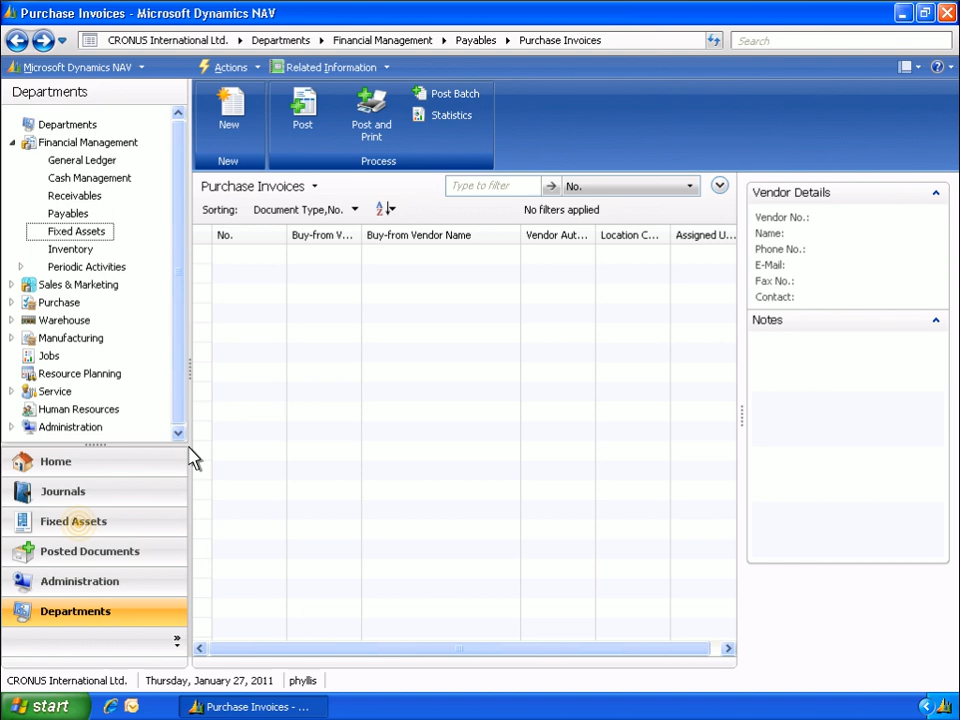 Purchase Invoices - Microsoft Dynamics NAV
CRONUS International Ltd. Departments Financial Management Payables Purchase Invoices
Search
Microsoft Dynamics NAV
Actions
Related Information
Departments
Departments
Financial Management
General Ledger
Cash Management
Receivables
Payables
Fixed Assets
Inventory
Periodic Activities
Sales & Marketing
Purchase
Warehouse
Manufacturing
Jobs
Resource Planning
Service
Human Resources
Administration
Home
Journals
Fixed Assets
Posted Documents
Administration
Departments
New
New
Post
Post and
Print
Post Batch
Statistics
Process
Purchase Invoices
Type to filter
No.
Sorting: Document Type,No.
A
Z
No filters applied
No. Buy-from V... Buy-from Vendor Name Vendor Aut... Location C... Assigned U...
Vendor Details
Vendor No.:
Name:
Phone No.:
E-Mail:
Fax No.:
Contact:
Notes
CRONUS International Ltd. Thursday, January 27, 2011 phyllis
start
Purchase Invoices - ...